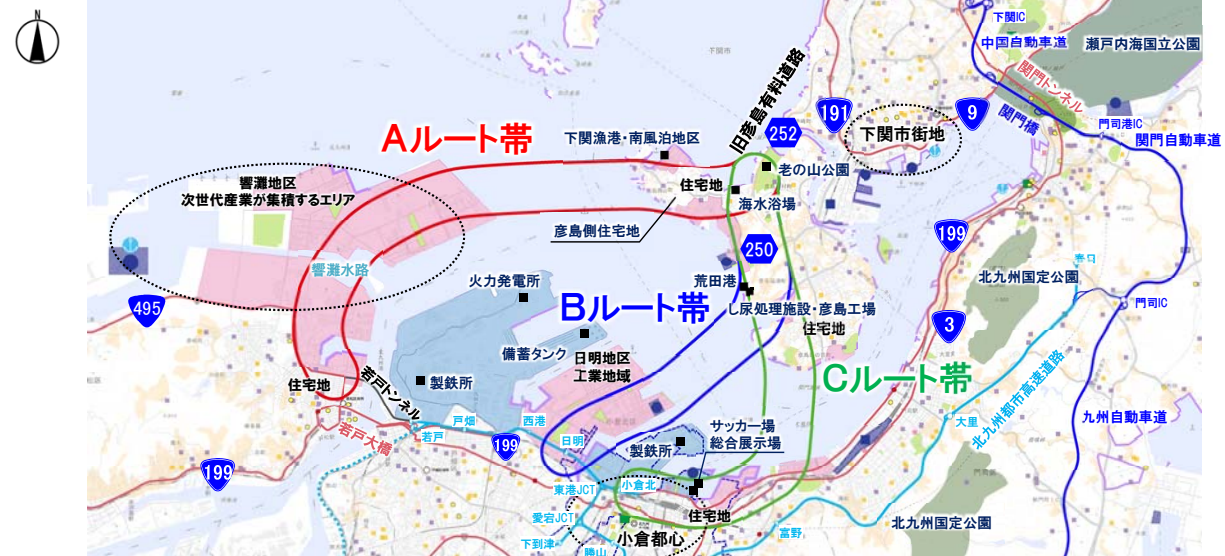 N
下関IC
中国自動車道
瀬戸内海国立公園
下関市
関門トンネル
旧彦島有料道路
191
9
関門橋
門司港IC
252
下関市街地
関門自動車道
Aルート帯
下関漁港・南風泊地区
老の山公園
響灘地区
次世代産業が集積するエリア
住宅地
海水浴場
彦島側住宅地
199
250
春日
北九州国定公園
響灘水路
火力発電所
荒田港
門司IC
495
Bルート帯
し尿処理施設・彦島工場
住宅地
3
備蓄タンク
日明地区
工業地域
住宅地
製鉄所
Cルート帯
若戸トンネル
北九州都市高速道路
九州自動車道
若戸大橋
若戸
戸畑
西港
大里
サッカー場
総合展示場
199
日明
製鉄所
199
東港JCT
小倉北
住宅地
愛宕JCT
小倉都心
北九州国定公園
下到津
勝山
富野